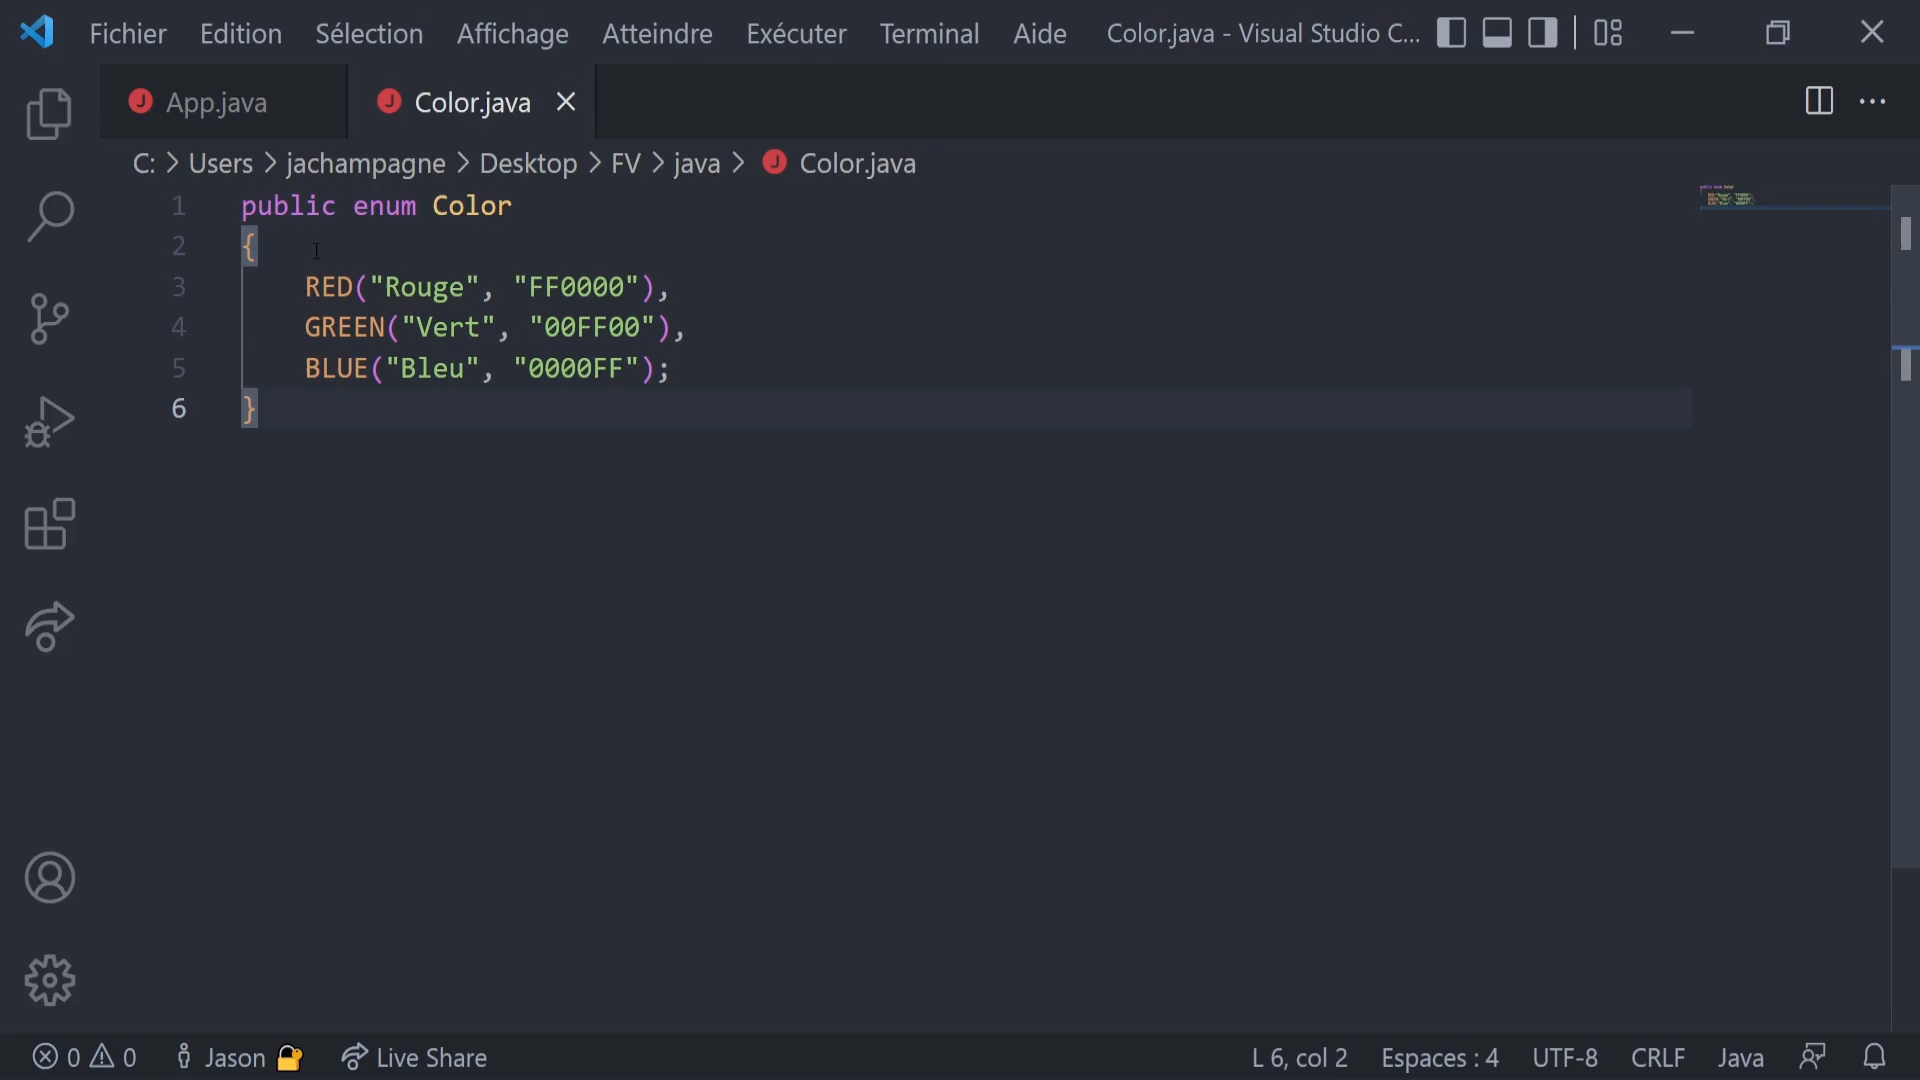 Fichier Edition Sélection Affichage Atteindre Exécuter Terminal Aide Color.java - Visual Studio C...
App.java Color.java
C: > Users > jachampagne > Desktop > FV > java > Color.java
1 public enum Color
2 {
3 RED("Rouge", "FF0000"),
4 GREEN("Vert", "00FF00"),
5 BLUE("Bleu", "0000FF");
6 }
0 0 Jason Live Share L 6, col 2 Espaces : 4 UTF-8 CRLF Java